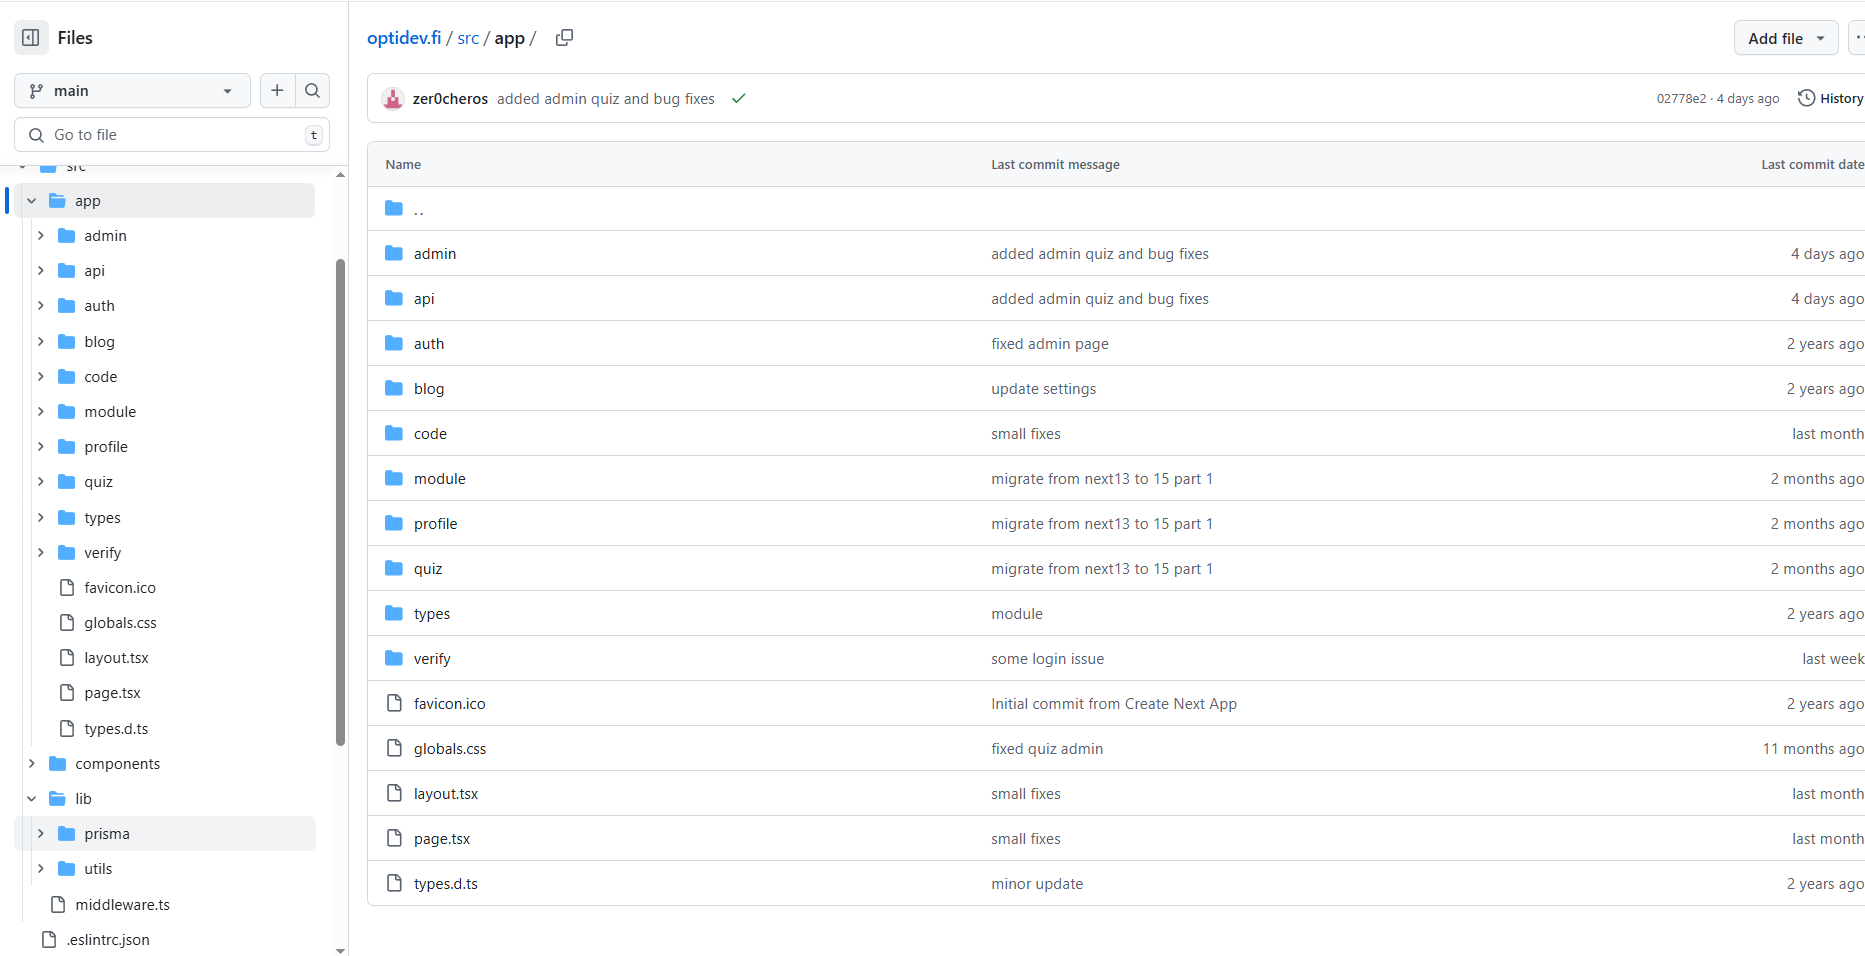 Files
main
Go to file
t
src
app
admin
api
auth
blog
code
module
profile
quiz
types
verify
favicon.ico
globals.css
layout.tsx
page.tsx
types.d.ts
components
lib
prisma
utils
middleware.ts
.eslintrc.json
optidev.fi / src / app /
Add file
zer0cheros added admin quiz and bug fixes 02778e2 · 4 days ago History
Name Last commit message Last commit date
..
admin added admin quiz and bug fixes 4 days ago
api added admin quiz and bug fixes 4 days ago
auth fixed admin page 2 years ago
blog update settings 2 years ago
code small fixes last month
module migrate from next13 to 15 part 1 2 months ago
profile migrate from next13 to 15 part 1 2 months ago
quiz migrate from next13 to 15 part 1 2 months ago
types module 2 years ago
verify some login issue last week
favicon.ico Initial commit from Create Next App 2 years ago
globals.css fixed quiz admin 11 months ago
layout.tsx small fixes last month
page.tsx small fixes last month
types.d.ts minor update 2 years ago